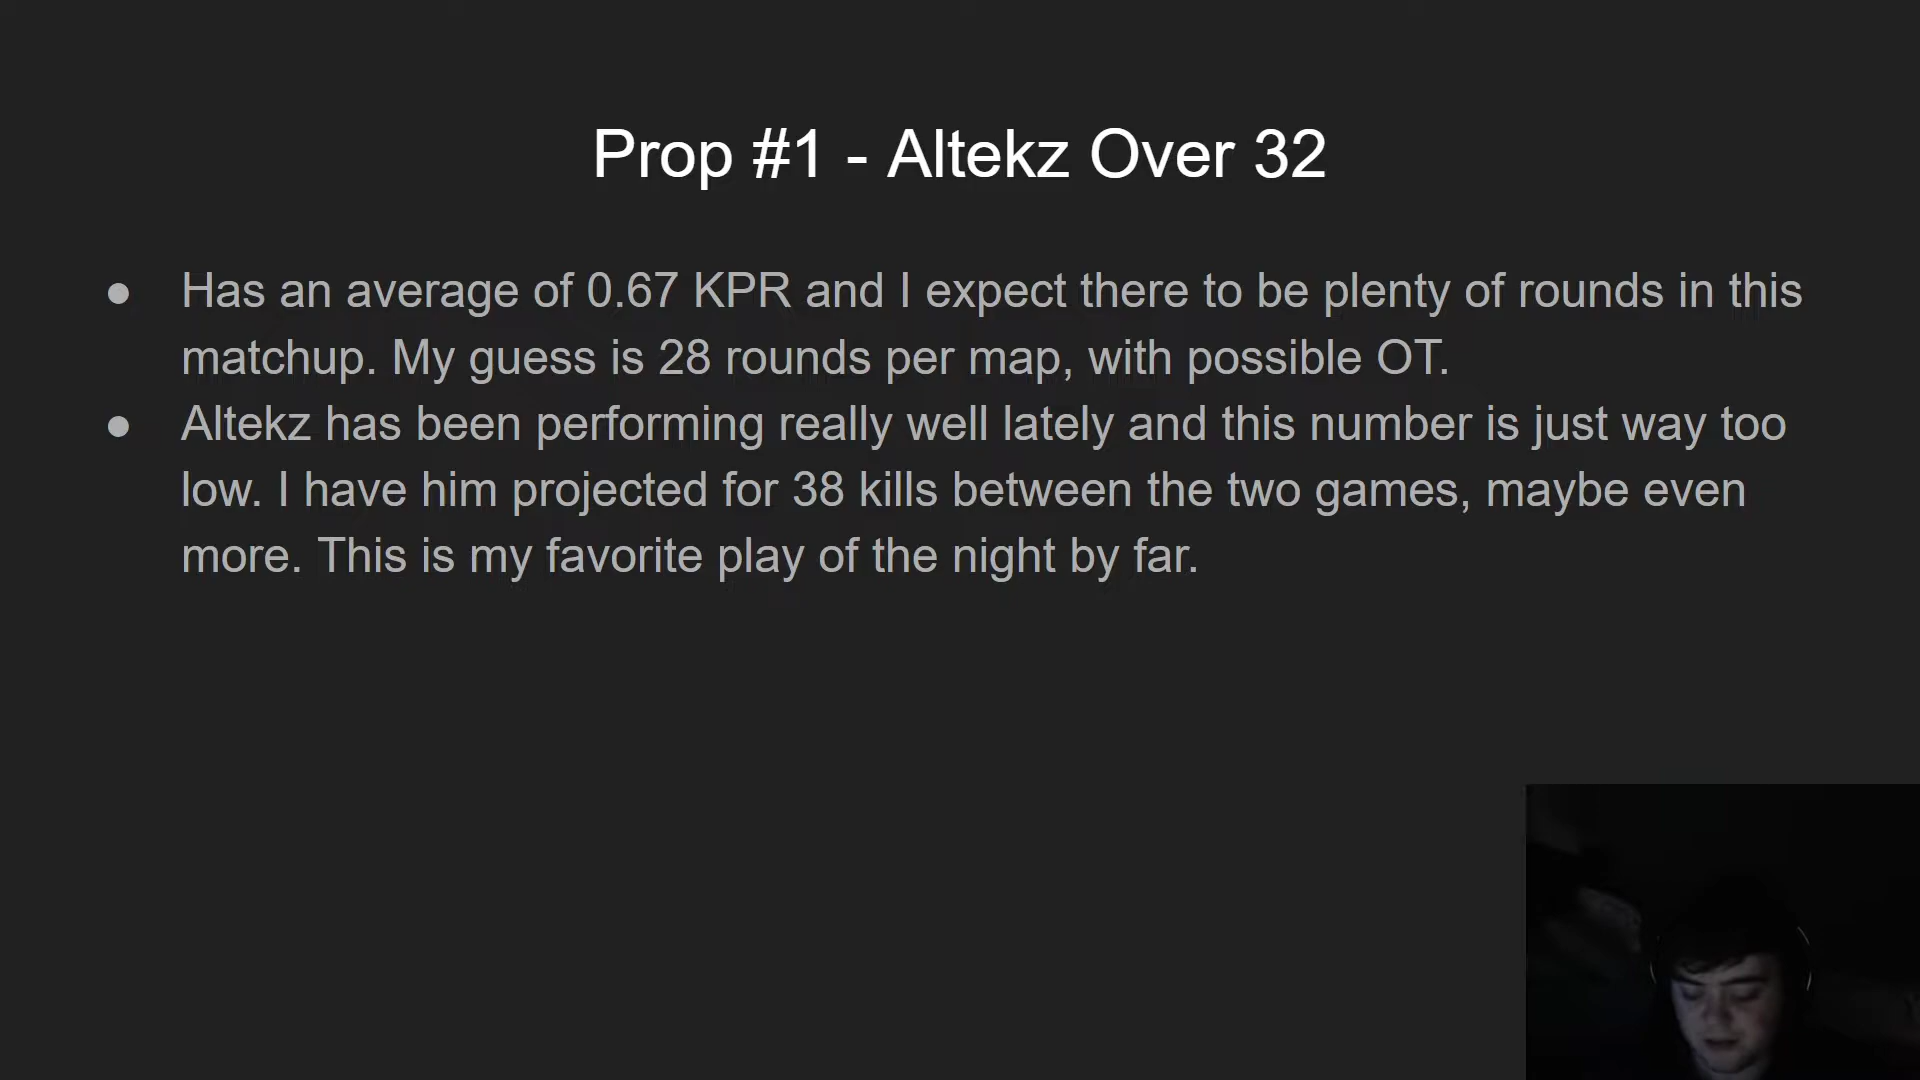 Prop #1 - Altekz Over 32
● Has an average of 0.67 KPR and I expect there to be plenty of rounds in this
matchup. My guess is 28 rounds per map, with possible OT.
● Altekz has been performing really well lately and this number is just way too
low. I have him projected for 38 kills between the two games, maybe even
more. This is my favorite play of the night by far.